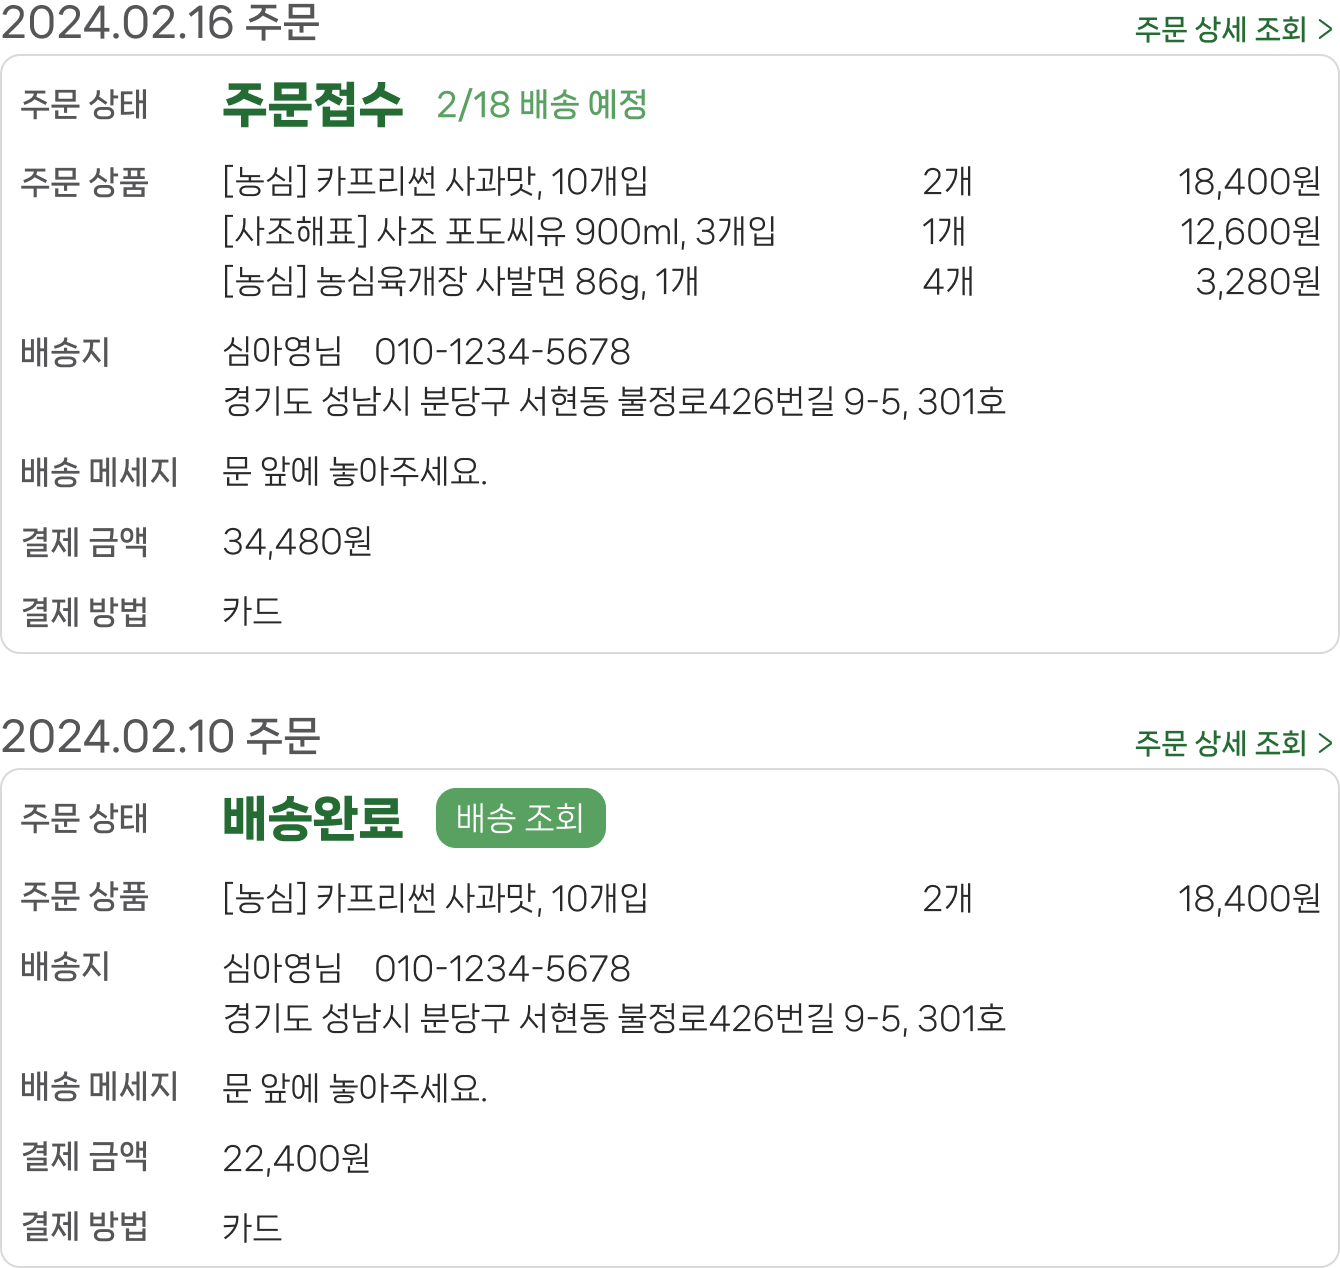 2024.02.16 주문 주문 상세 조회 >
주문 상태 주문접수 2/18 배송 예정
주문 상품 [농심] 카프리썬 사과맛, 10개입 2개 18,400원
[사조해표] 사조 포도씨유 900ml, 3개입 1개 12,600원
[농심] 농심육개장 사발면 86g, 1개 4개 3,280원
배송지 심아영님 010-1234-5678
경기도 성남시 분당구 서현동 불정로426번길 9-5, 301호
배송 메세지 문 앞에 놓아주세요.
결제 금액 34,480원
결제 방법 카드
2024.02.10 주문 주문 상세 조회 >
주문 상태 배송완료 배송 조회
주문 상품 [농심] 카프리썬 사과맛, 10개입 2개 18,400원
배송지 심아영님 010-1234-5678
경기도 성남시 분당구 서현동 불정로426번길 9-5, 301호
배송 메세지 문 앞에 놓아주세요.
결제 금액 22,400원
결제 방법 카드